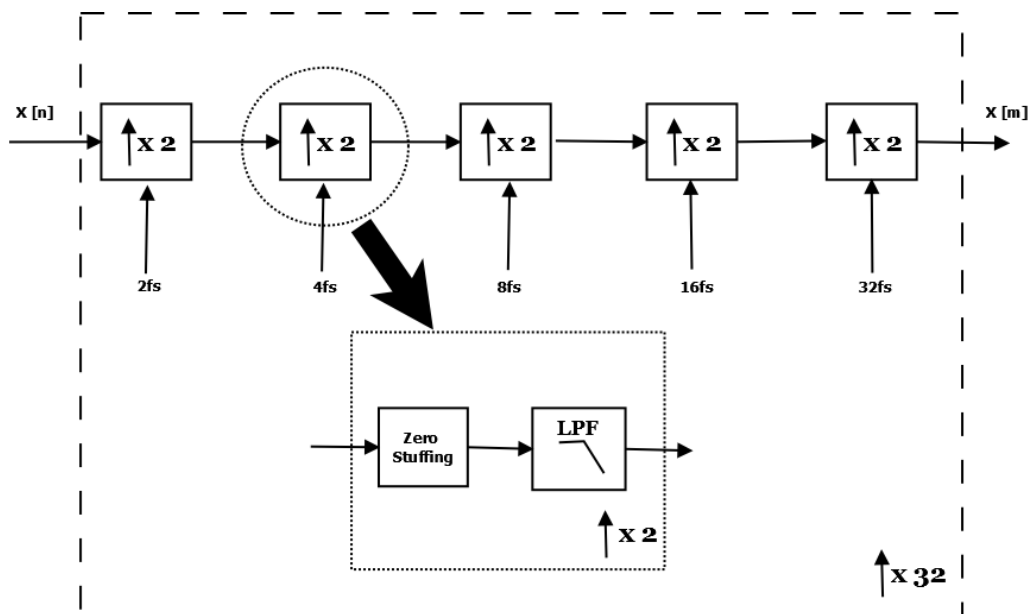 X [n]
X 2
X 2
X 2
X 2
X 2
X [m]
2fs
4fs
8fs
16fs
32fs
Zero
Stuffing
LPF
X 2
X 32